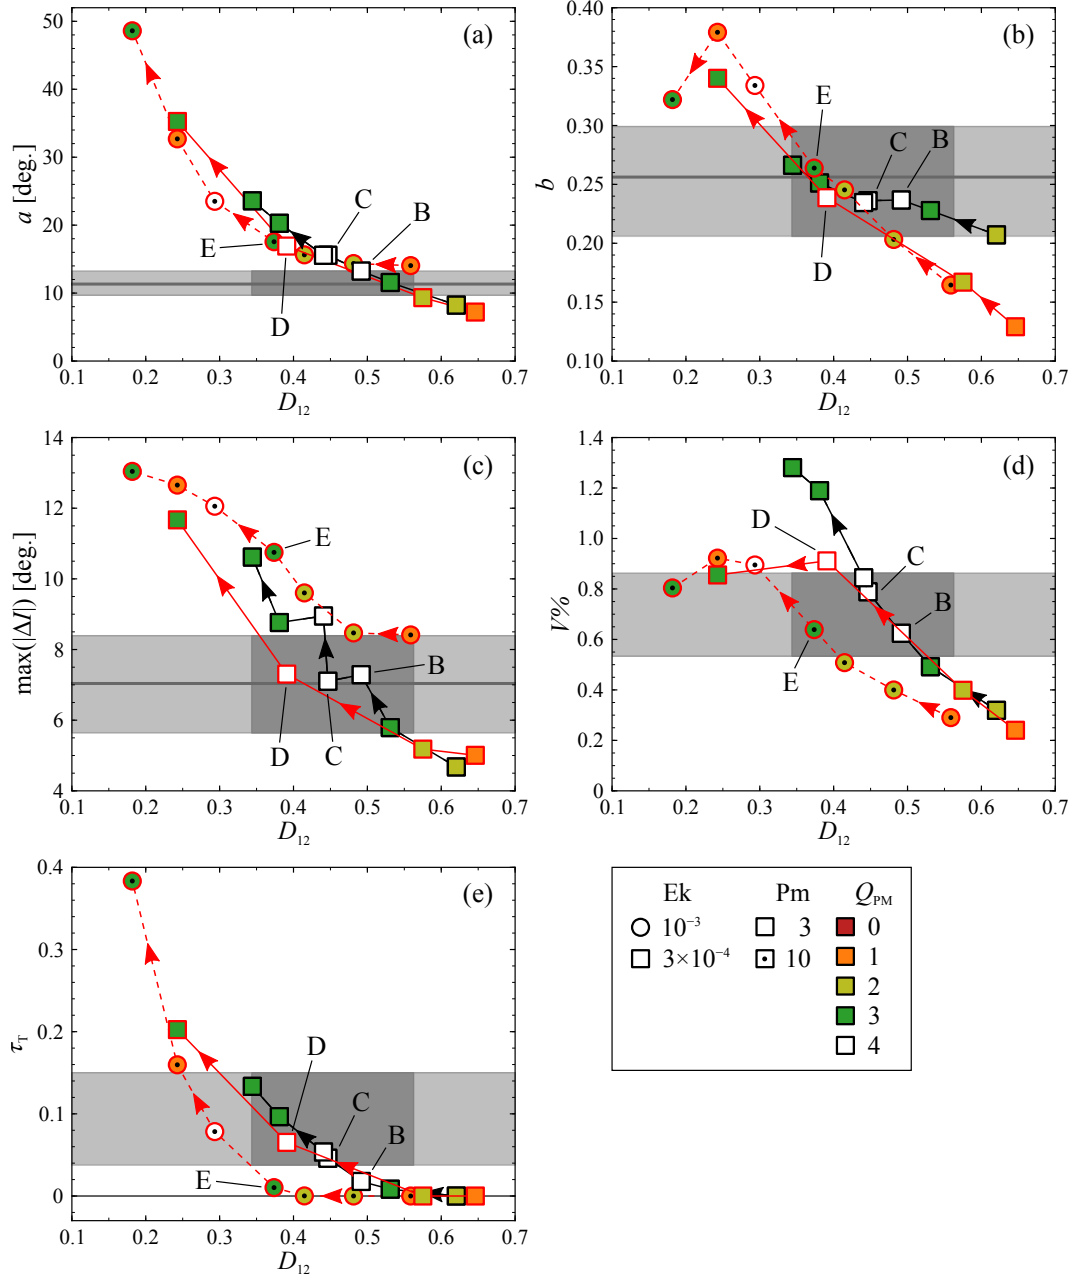 (a)
50
40
30
20
10
0
a [deg.]
C
B
E
D
0.1 0.2 0.3 0.4 0.5 0.6 0.7
D₁₂
(b)
0.40
0.35
0.30
0.25
0.20
0.15
0.10
b
E
C
B
D
0.1 0.2 0.3 0.4 0.5 0.6 0.7
D₁₂
(c)
14
12
10
8
6
4
max(|ΔI|) [deg.]
E
B
D
C
0.1 0.2 0.3 0.4 0.5 0.6 0.7
D₁₂
(d)
1.4
1.2
1.0
0.8
0.6
0.4
0.2
0
V%
D
C
B
E
0.1 0.2 0.3 0.4 0.5 0.6 0.7
D₁₂
(e)
0.4
0.3
0.2
0.1
0
τ_T
D
C
B
E
0.1 0.2 0.3 0.4 0.5 0.6 0.7
D₁₂
Ek Pm Q_PM
10⁻³ 3 0
3×10⁻⁴ 10 1
2
3
4